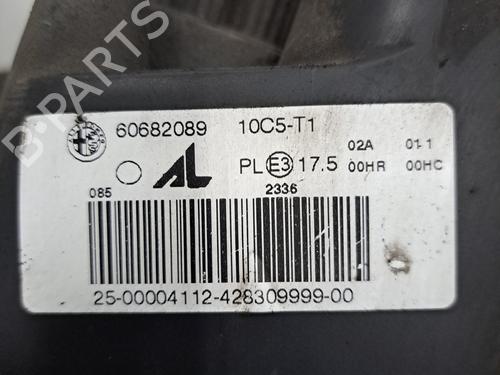 B-PARTS
60682089 10C5-T1
AL PL E3 17.5 02A 01-1
00HR 00HC
085 2336
25-00004112-428309999-00